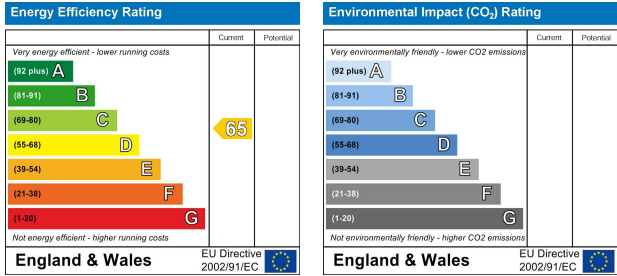 Energy Efficiency Rating
Current Potential
Very energy efficient - lower running costs
(92 plus) A
(81-91) B
(69-80) C
65
(55-68) D
(39-54) E
(21-38) F
(1-20) G
Not energy efficient - higher running costs
England & Wales
EU Directive
2002/91/EC
Environmental Impact (CO₂) Rating
Current Potential
Very environmentally friendly - lower CO2 emissions
(92 plus) A
(81-91) B
(69-80) C
(55-68) D
(39-54) E
(21-38) F
(1-20) G
Not environmentally friendly - higher CO2 emissions
England & Wales
EU Directive
2002/91/EC